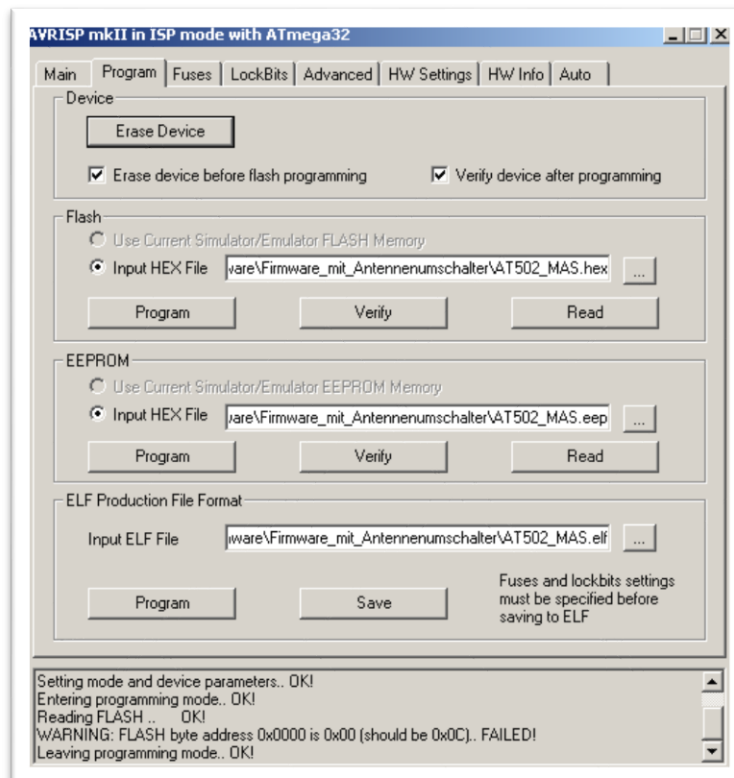 AVRISP mkII in ISP mode with ATmega32
Main Program Fuses LockBits Advanced HW Settings HW Info Auto
Device
Erase Device
Erase device before flash programming Verify device after programming
Flash
Use Current Simulator/Emulator FLASH Memory
Input HEX File vare\Firmware_mit_Antennenumschalter\AT502_MAS.hex ...
Program Verify Read
EEPROM
Use Current Simulator/Emulator EEPROM Memory
Input HEX File vare\Firmware_mit_Antennenumschalter\AT502_MAS.eep ...
Program Verify Read
ELF Production File Format
Input ELF File ware\Firmware_mit_Antennenumschalter\AT502_MAS.elf ...
Fuses and lockbits settings
must be specified before
saving to ELF
Program Save
Setting mode and device parameters.. OK!
Entering programming mode.. OK!
Reading FLASH .. OK!
WARNING: FLASH byte address 0x0000 is 0x00 (should be 0x0C).. FAILED!
Leaving programming mode.. OK!